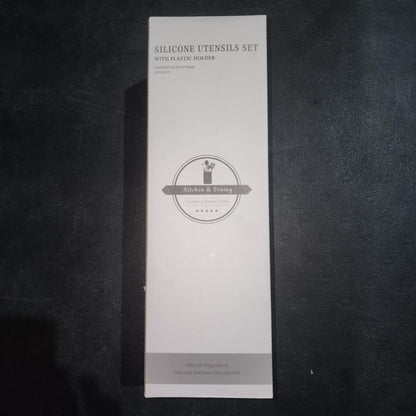 SILICONE UTENSILS SET
WITH PLASTIC HOLDER
Kitchen & Dining
Utensil Organizers
Silicone Kitchen Utensils Set